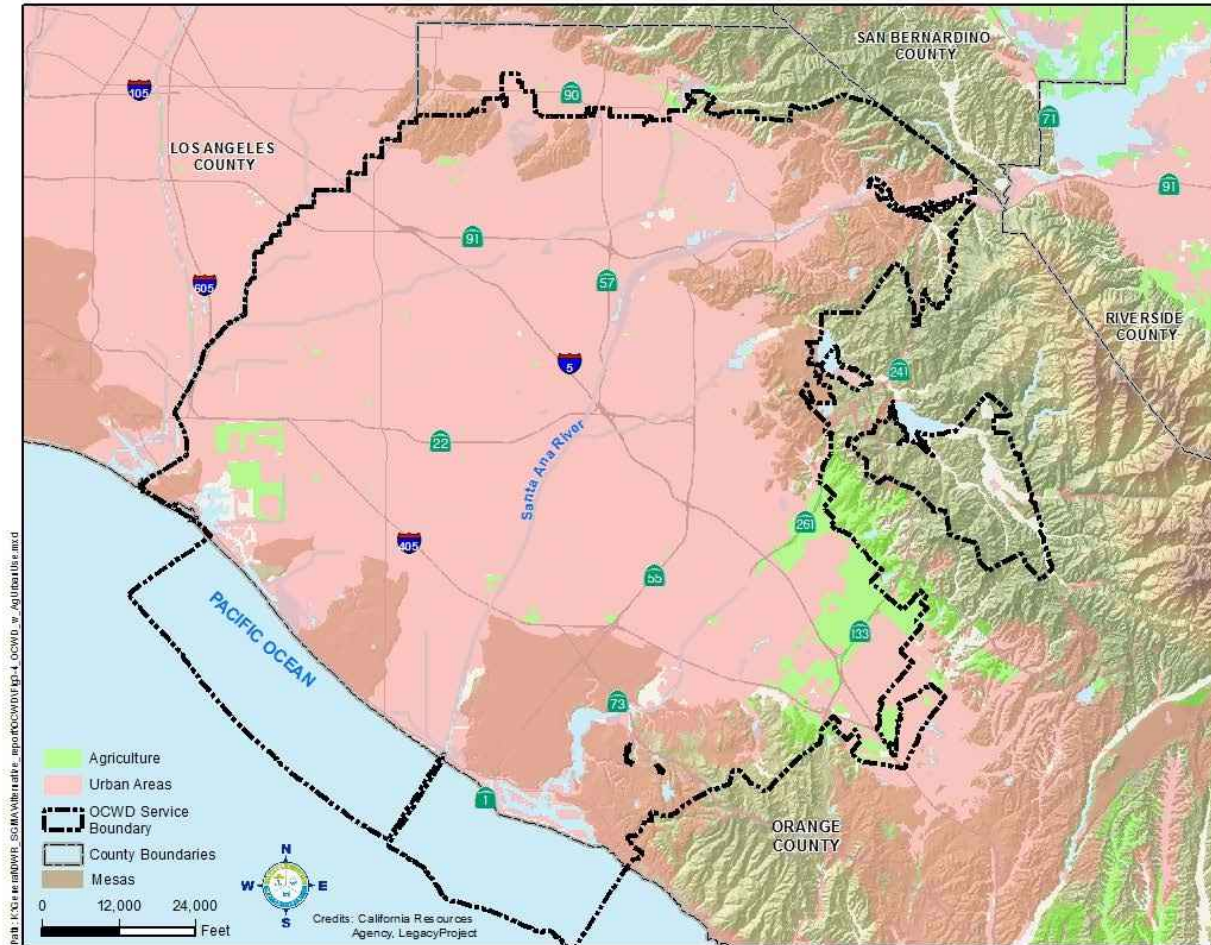 SAN BERNARDINO
COUNTY
105
90
71
LOS ANGELES
COUNTY
91
91
605
57
RIVERSIDE
COUNTY
5
241
22
Santa Ana River
261
405
55
PACIFIC OCEAN
133
73
1
ORANGE
COUNTY
Agriculture
Urban Areas
OCWD Service
Boundary
County Boundaries
Mesas
0 12,000 24,000
Feet
N
W E
S
Credits: California Resources
Agency, LegacyProject